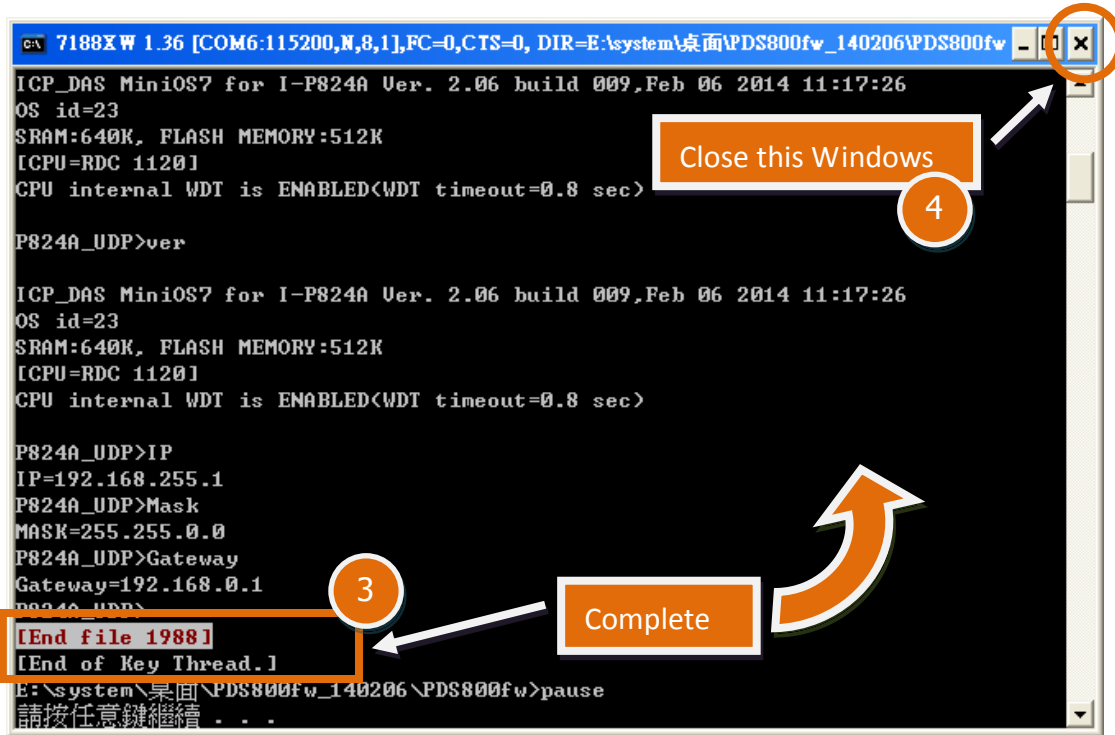 7188XW 1.36 [COM6:115200,N,8,1],FC=0,CTS=0, DIR=E:\system\桌面\PDS800fw_140206\PDS800fw
ICP_DAS MiniOS7 for I-P824A Ver. 2.06 build 009,Feb 06 2014 11:17:26
OS id=23
SRAM:640K, FLASH MEMORY:512K
[CPU=RDC 1120]
CPU internal WDT is ENABLED(WDT timeout=0.8 sec)
Close this Windows
4
P824A_UDP>ver
ICP_DAS MiniOS7 for I-P824A Ver. 2.06 build 009,Feb 06 2014 11:17:26
OS id=23
SRAM:640K, FLASH MEMORY:512K
[CPU=RDC 1120]
CPU internal WDT is ENABLED(WDT timeout=0.8 sec)
P824A_UDP>IP
IP=192.168.255.1
P824A_UDP>Mask
MASK=255.255.0.0
P824A_UDP>Gateway
Gateway=192.168.0.1
P824A_UDP>
3
Complete
[End file 1988]
[End of Key Thread.]
E:\system\桌面\PDS800fw_140206\PDS800fw>pause
請按任意鍵繼續 . . .